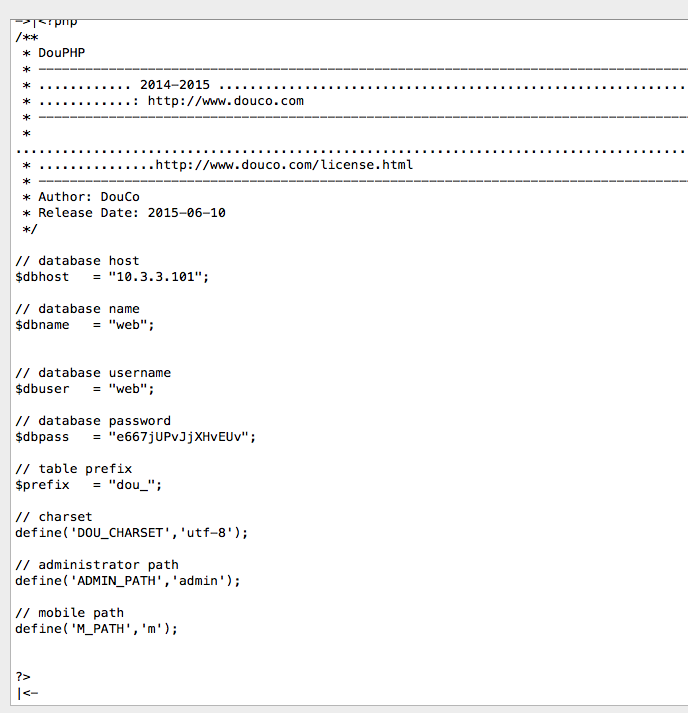 ->|<?php
/**
 * DouPHP
 * --------------------------------------------------------------------------------
 * ............ 2014-2015 ............................................................
 * ............: http://www.douco.com
 * --------------------------------------------------------------------------------
 *
......................................................................................
 * ...............http://www.douco.com/license.html
 * --------------------------------------------------------------------------------
 * Author: DouCo
 * Release Date: 2015-06-10
 */
// database host
$dbhost   = "10.3.3.101";
// database name
$dbname   = "web";
// database username
$dbuser   = "web";
// database password
$dbpass   = "e667jUPvJjXHvEUv";
// table prefix
$prefix   = "dou_";
// charset
define('DOU_CHARSET','utf-8');
// administrator path
define('ADMIN_PATH','admin');
// mobile path
define('M_PATH','m');
?>
|<-